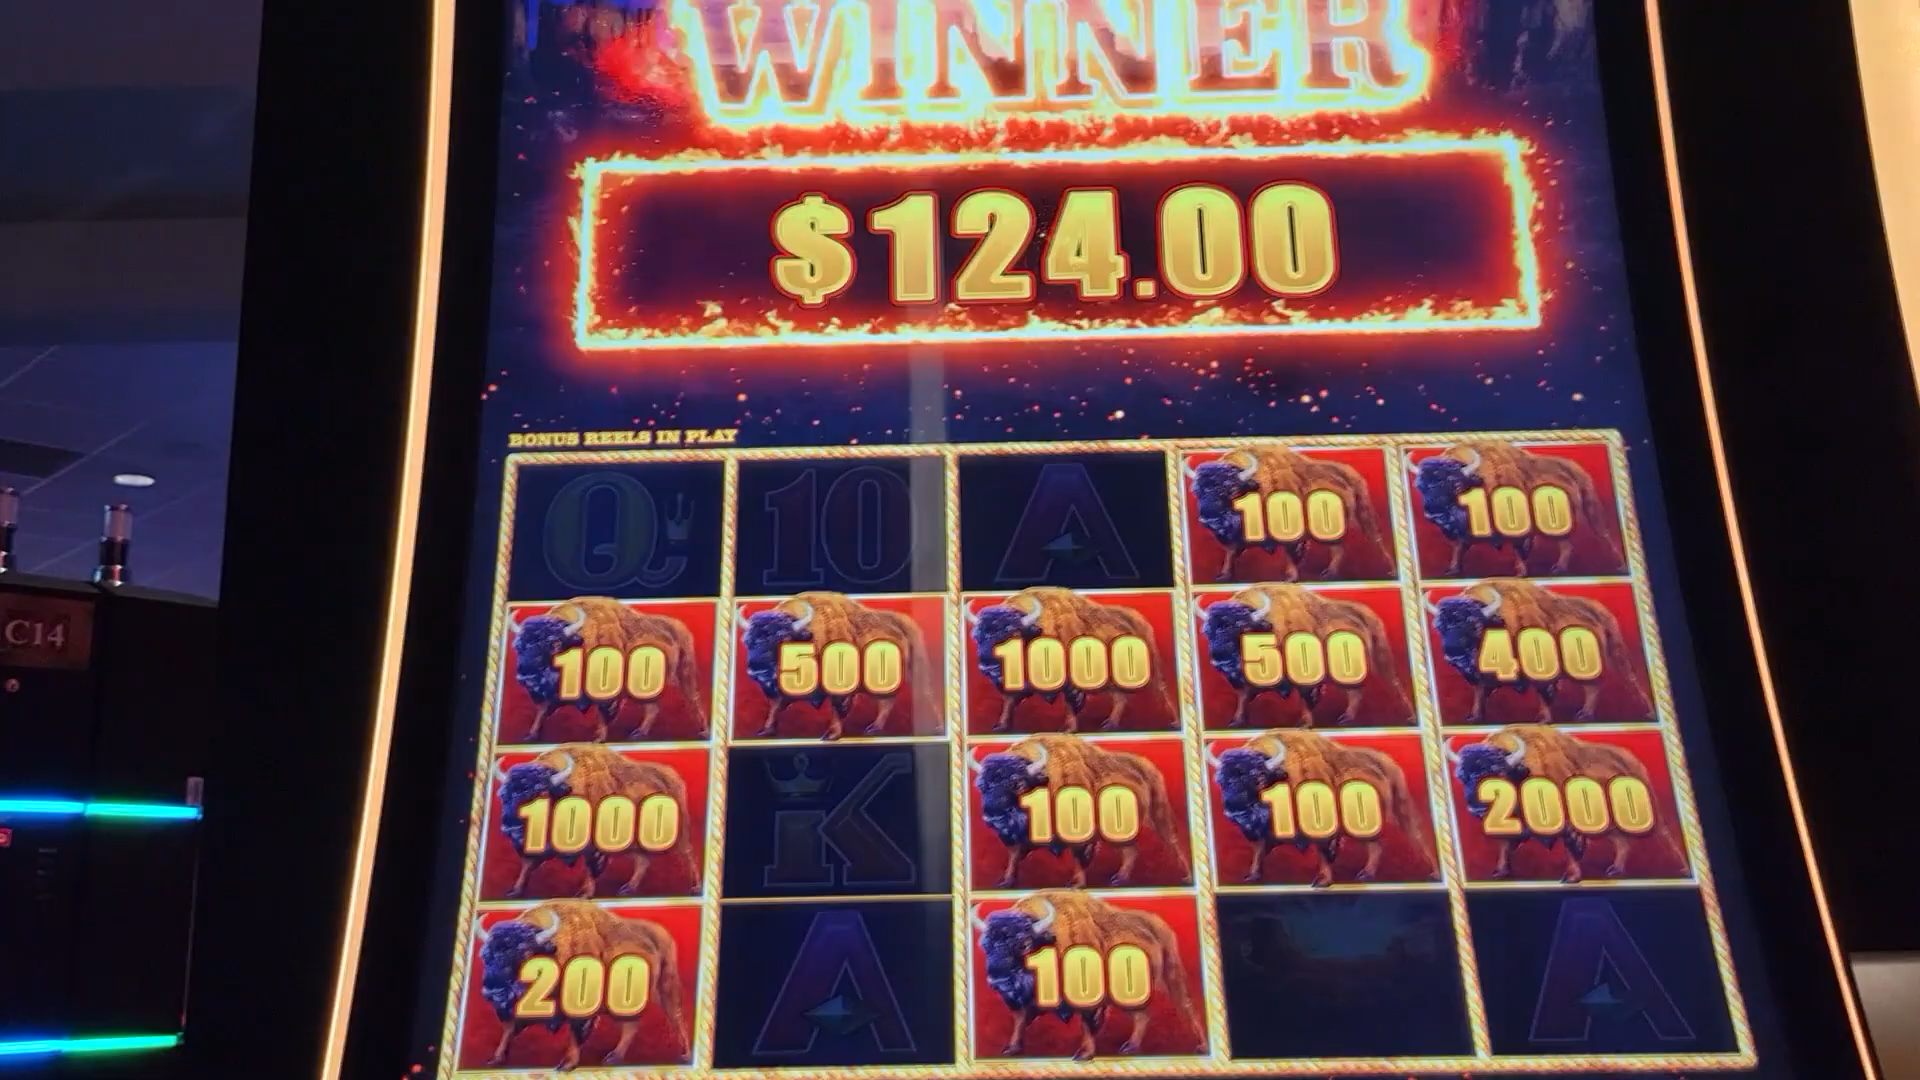 WINNER
$124.00
BONUS REELS IN PLAY
Q 10 A 100 100
100 500 1000 500 400
C14
1000 K 100 100 2000
200 A 100 A